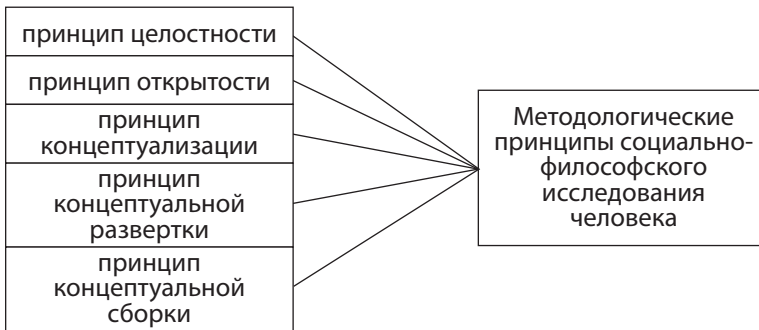 принцип целостности
принцип открытости
принцип
концептуализации
принцип
концептуальной
развертки
принцип
концептуальной
сборки
Методологические
принципы социально-
философского
исследования
человека